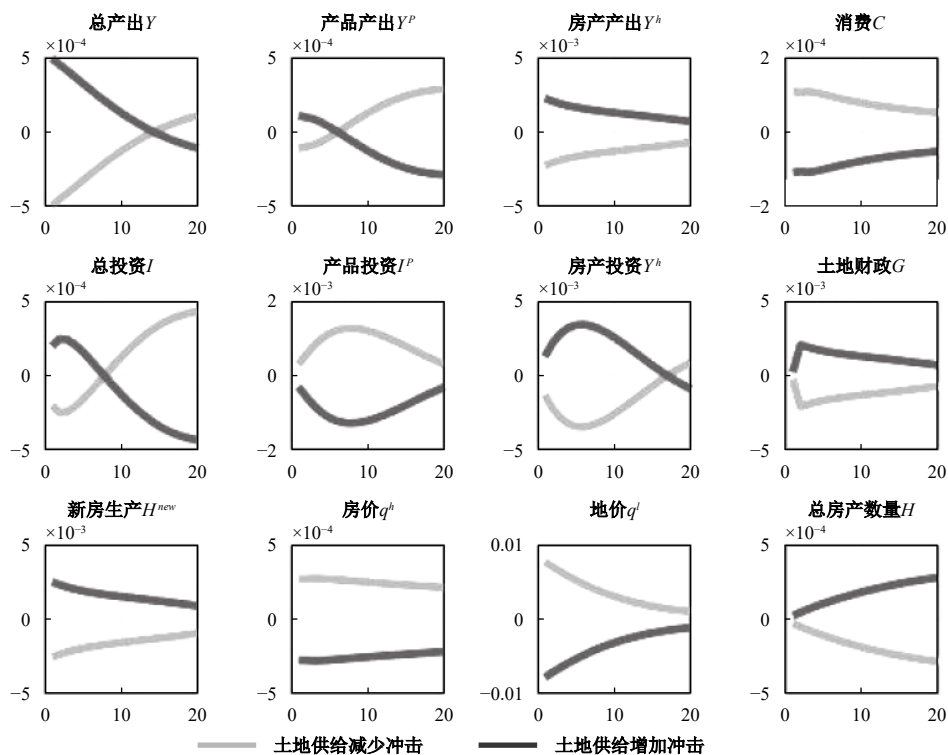 总产出Y 产品产出Y^P 房产产出Y^h 消费C
×10⁻⁴ ×10⁻⁴ ×10⁻³ ×10⁻⁴
5 5 5 2
0 0 0 0
−5 −5 −5 −2
0 10 20 0 10 20 0 10 20 0 10 20
总投资I 产品投资I^P 房产投资Y^h 土地财政G
×10⁻⁴ ×10⁻³ ×10⁻³ ×10⁻³
5 2 5 5
0 0 0 0
−5 −2 −5 −5
0 10 20 0 10 20 0 10 20 0 10 20
新房生产H^new 房价q^h 地价q^l 总房产数量H
×10⁻³ ×10⁻⁴ ×10⁻⁴
5 5 0.01 5
0 0 0 0
−5 −5 −0.01 −5
0 10 20 0 10 20 0 10 20 0 10 20
土地供给减少冲击 土地供给增加冲击